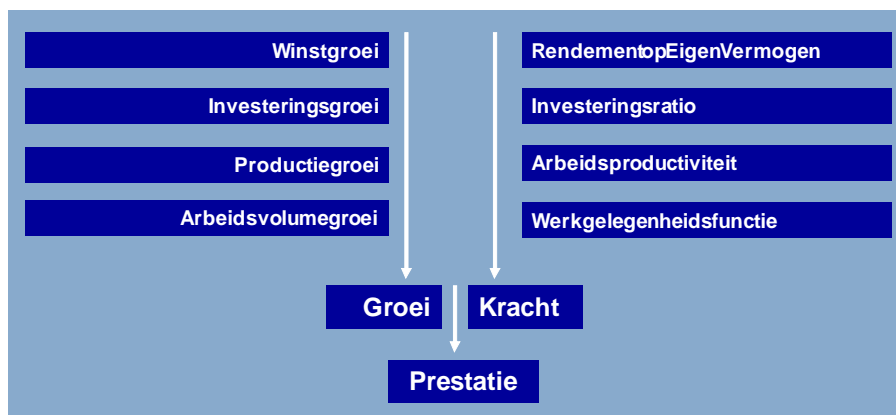 Winstgroei
Investeringsgroei
Productiegroei
Arbeidsvolumegroei
RendementopEigenVermogen
Investeringsratio
Arbeidsproductiviteit
Werkgelegenheidsfunctie
Groei
Kracht
Prestatie